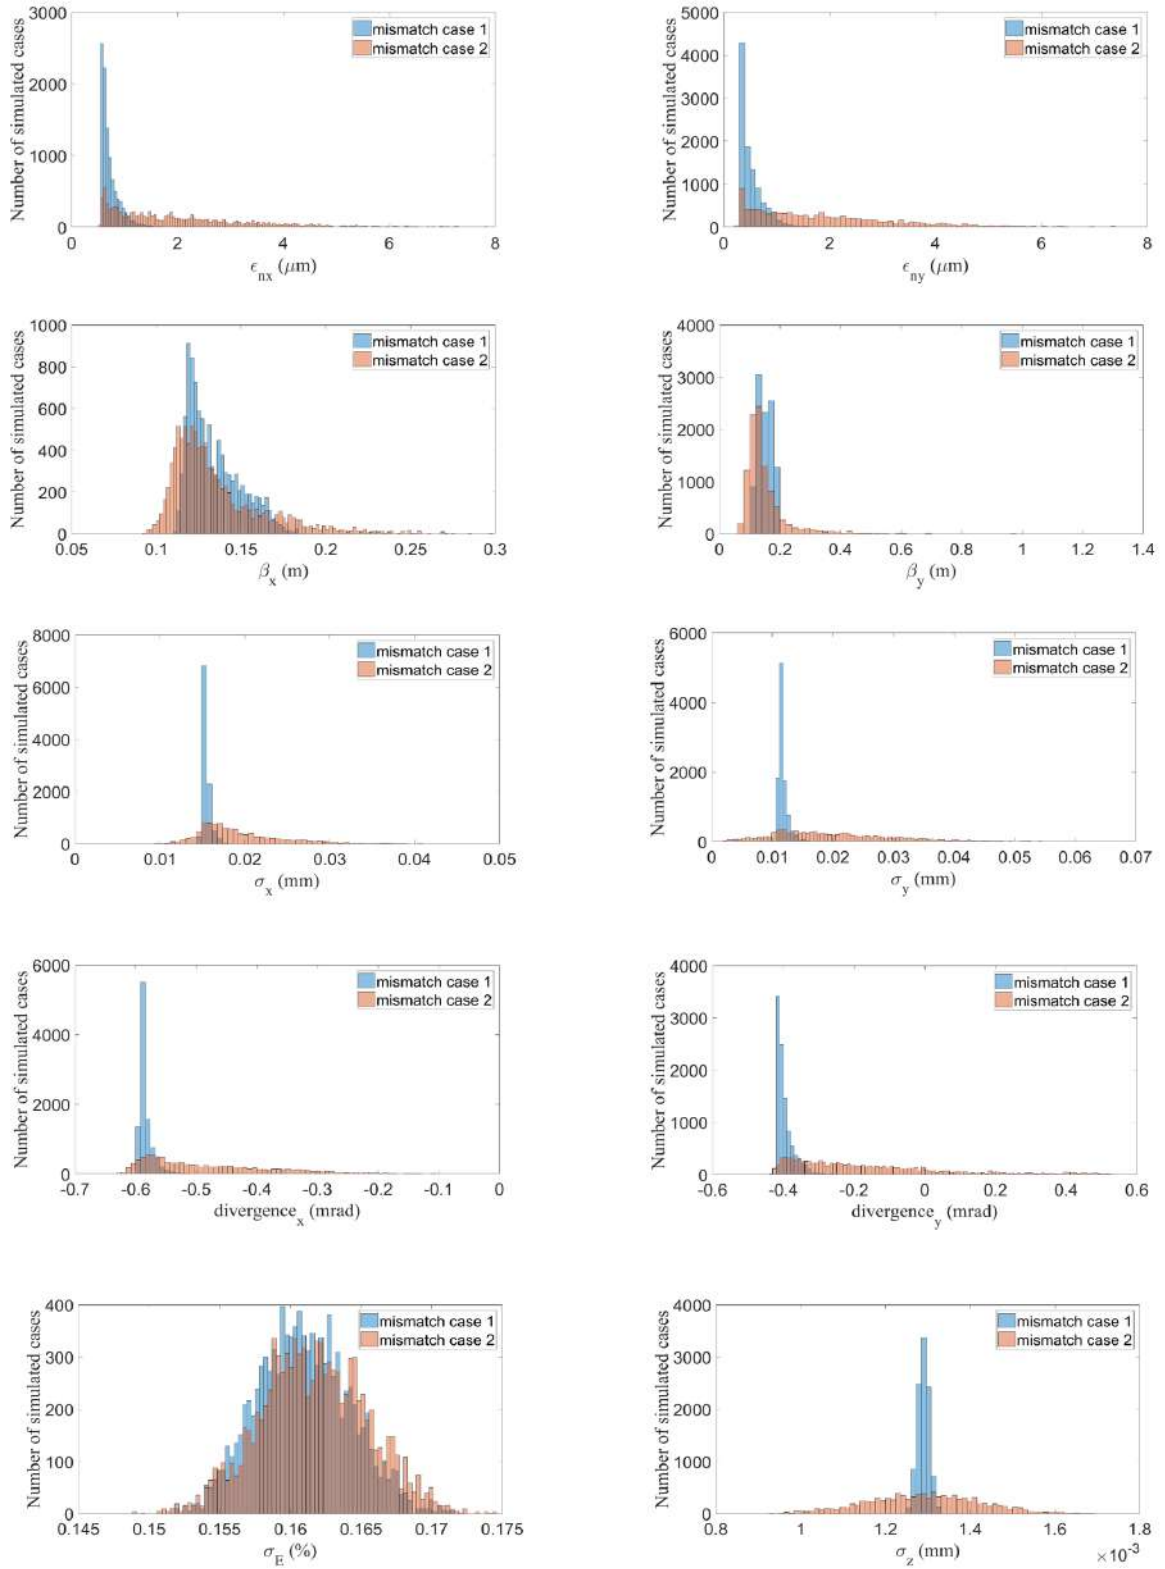 3000
2000
1000
0
Number of simulated cases
mismatch case 1
mismatch case 2
0 2 4 6 8
ϵnx (μm)
5000
4000
3000
2000
1000
0
Number of simulated cases
mismatch case 1
mismatch case 2
0 2 4 6 8
ϵny (μm)
1000
800
600
400
200
0
Number of simulated cases
mismatch case 1
mismatch case 2
0.05 0.1 0.15 0.2 0.25 0.3
βx (m)
4000
3000
2000
1000
0
Number of simulated cases
mismatch case 1
mismatch case 2
0 0.2 0.4 0.6 0.8 1 1.2 1.4
βy (m)
8000
6000
4000
2000
0
Number of simulated cases
mismatch case 1
mismatch case 2
0 0.01 0.02 0.03 0.04 0.05
σx (mm)
6000
4000
2000
0
Number of simulated cases
mismatch case 1
mismatch case 2
0 0.01 0.02 0.03 0.04 0.05 0.06 0.07
σy (mm)
6000
4000
2000
0
Number of simulated cases
mismatch case 1
mismatch case 2
-0.7 -0.6 -0.5 -0.4 -0.3 -0.2 -0.1 0
divergencex (mrad)
4000
3000
2000
1000
0
Number of simulated cases
mismatch case 1
mismatch case 2
-0.6 -0.4 -0.2 0 0.2 0.4 0.6
divergencey (mrad)
400
300
200
100
0
Number of simulated cases
mismatch case 1
mismatch case 2
0.145 0.15 0.155 0.16 0.165 0.17 0.175
σE (%)
4000
3000
2000
1000
0
Number of simulated cases
mismatch case 1
mismatch case 2
0.8 1 1.2 1.4 1.6 1.8
σz (mm)
×10-3